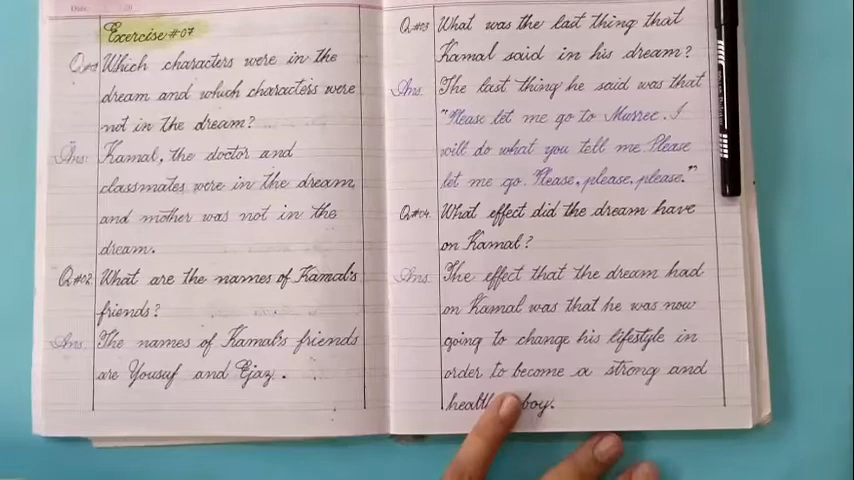 Exercise #07
Q#1 Which characters were in the
dream and which characters were
not in the dream?
Ans: Kamal, the doctor and
classmates were in the dream,
and mother was not in the
dream.
Q#02 What are the names of Kamal's
friends?
Ans. The names of Kamal's friends
are Yousuf and Ejaz.
Q#03 What was the last thing that
Kamal said in his dream?
Ans. The last thing he said was that
"Please let me go to Murree. I
will do what you tell me Please
let me go. Please, please, please."
Q#04. What effect did the dream have
on Kamal?
Ans The effect that the dream had
on Kamal was that he was now
going to change his lifestyle in
order to become a strong and
boy.